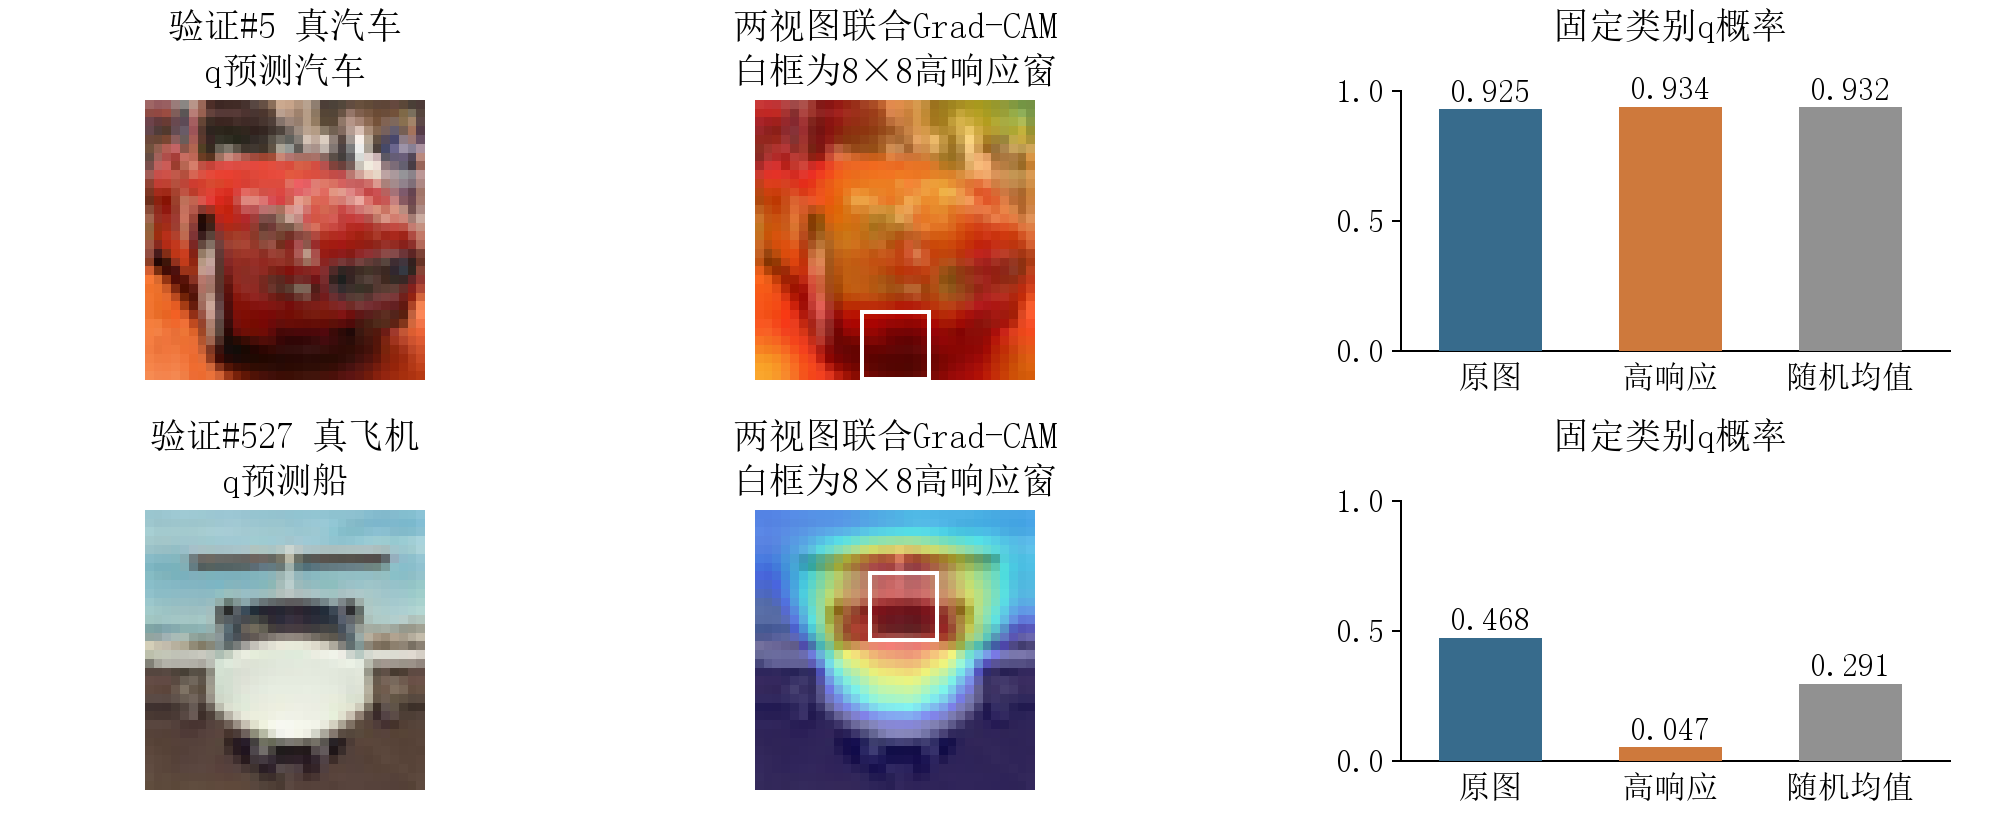 验证#5 真汽车
q预测汽车
两视图联合Grad-CAM
白框为8×8高响应窗
固定类别q概率
1.0
0.5
0.0
0.925
0.934
0.932
原图
高响应
随机均值
验证#527 真飞机
q预测船
两视图联合Grad-CAM
白框为8×8高响应窗
固定类别q概率
1.0
0.5
0.0
0.468
0.047
0.291
原图
高响应
随机均值